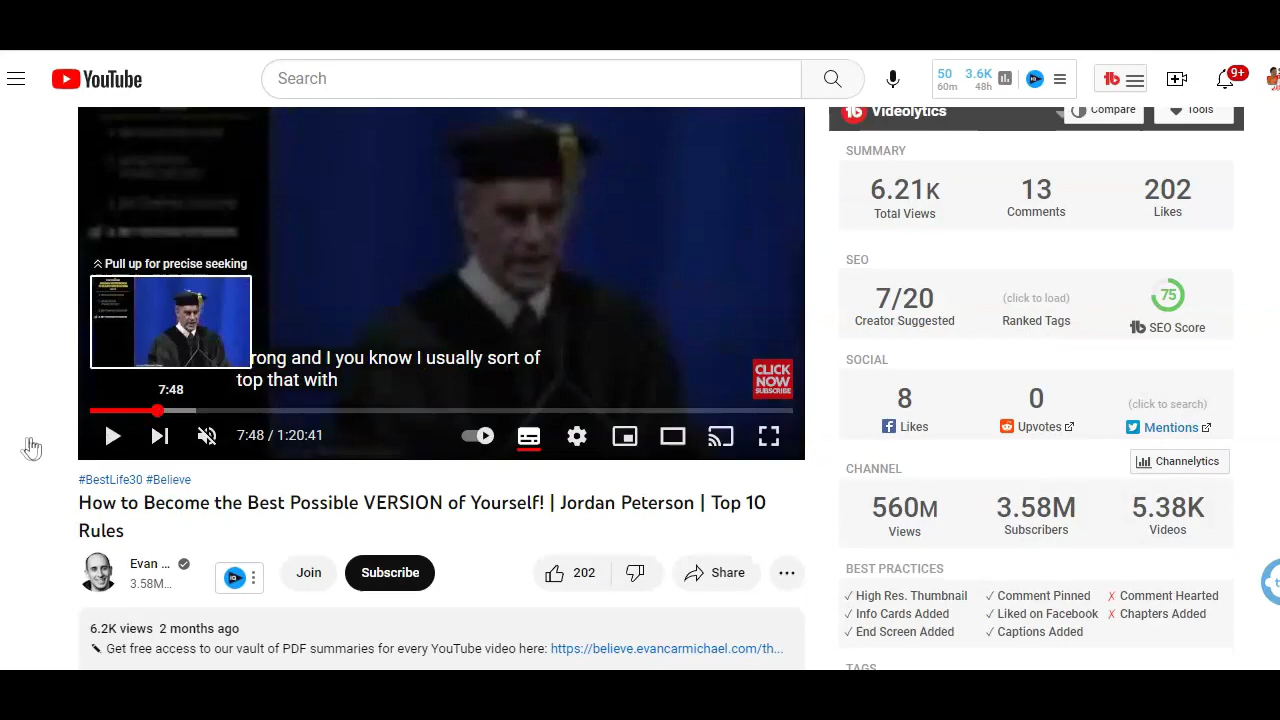 YouTube
Search
50 3.6K
60m 48h
9+
Videolytics
Compare
Tools
Pull up for precise seeking
rong and I you know I usually sort of
top that with
CLICK
NOW
SUBSCRIBE
7:48
7:48 / 1:20:41
#BestLife30 #Believe
How to Become the Best Possible VERSION of Yourself! | Jordan Peterson | Top 10
Rules
Evan ...
3.58M...
IQ
Join
Subscribe
202
Share
6.2K views 2 months ago
Get free access to our vault of PDF summaries for every YouTube video here: https://believe.evancarmichael.com/th...
SUMMARY
6.21K 13 202
Total Views Comments Likes
SEO
7/20 (click to load) 75
Creator Suggested Ranked Tags tb SEO Score
SOCIAL
8 0 (click to search)
Likes Upvotes Mentions
Channelytics
CHANNEL
560M 3.58M 5.38K
Views Subscribers Videos
BEST PRACTICES
✓ High Res. Thumbnail ✓ Comment Pinned ✗ Comment Hearted
✓ Info Cards Added ✓ Liked on Facebook ✗ Chapters Added
✓ End Screen Added ✓ Captions Added
TAGS